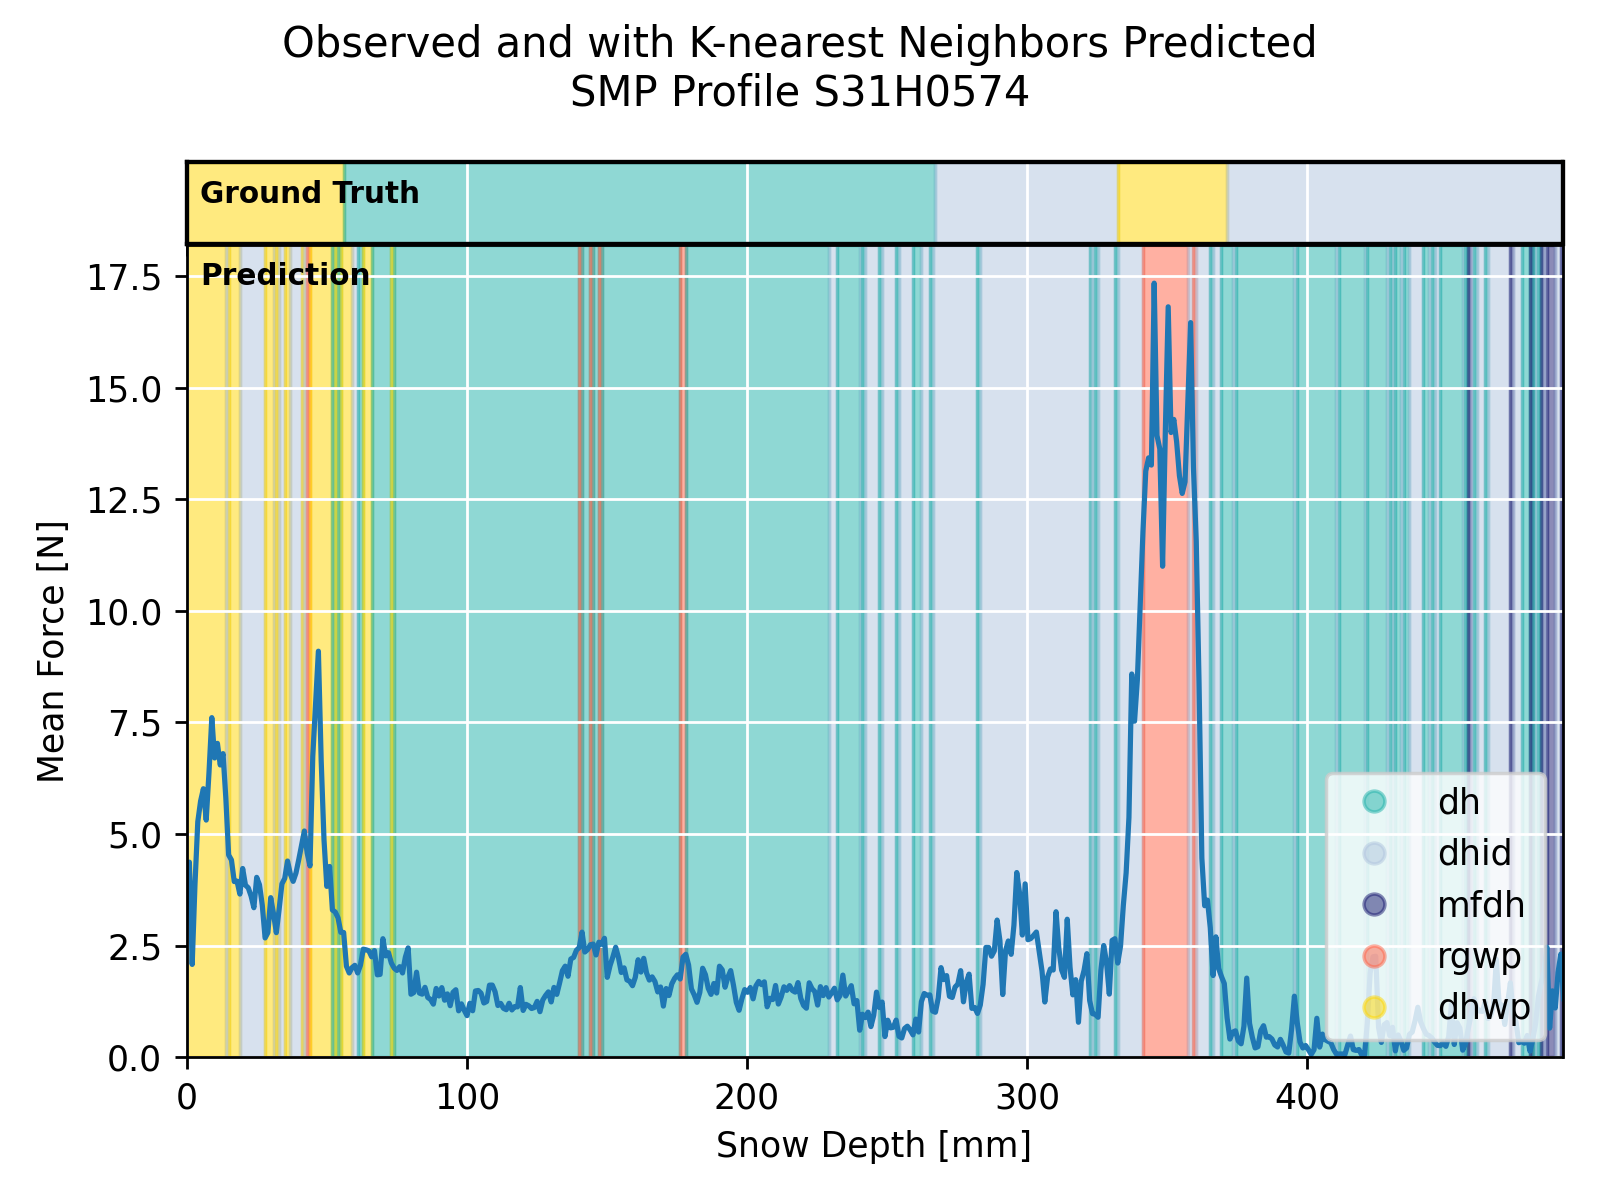 Observed and with K-nearest Neighbors Predicted
SMP Profile S31H0574
Ground Truth
Prediction
17.5
15.0
12.5
10.0
7.5
5.0
2.5
0.0
Mean Force [N]
dh
dhid
mfdh
rgwp
dhwp
0 100 200 300 400
Snow Depth [mm]